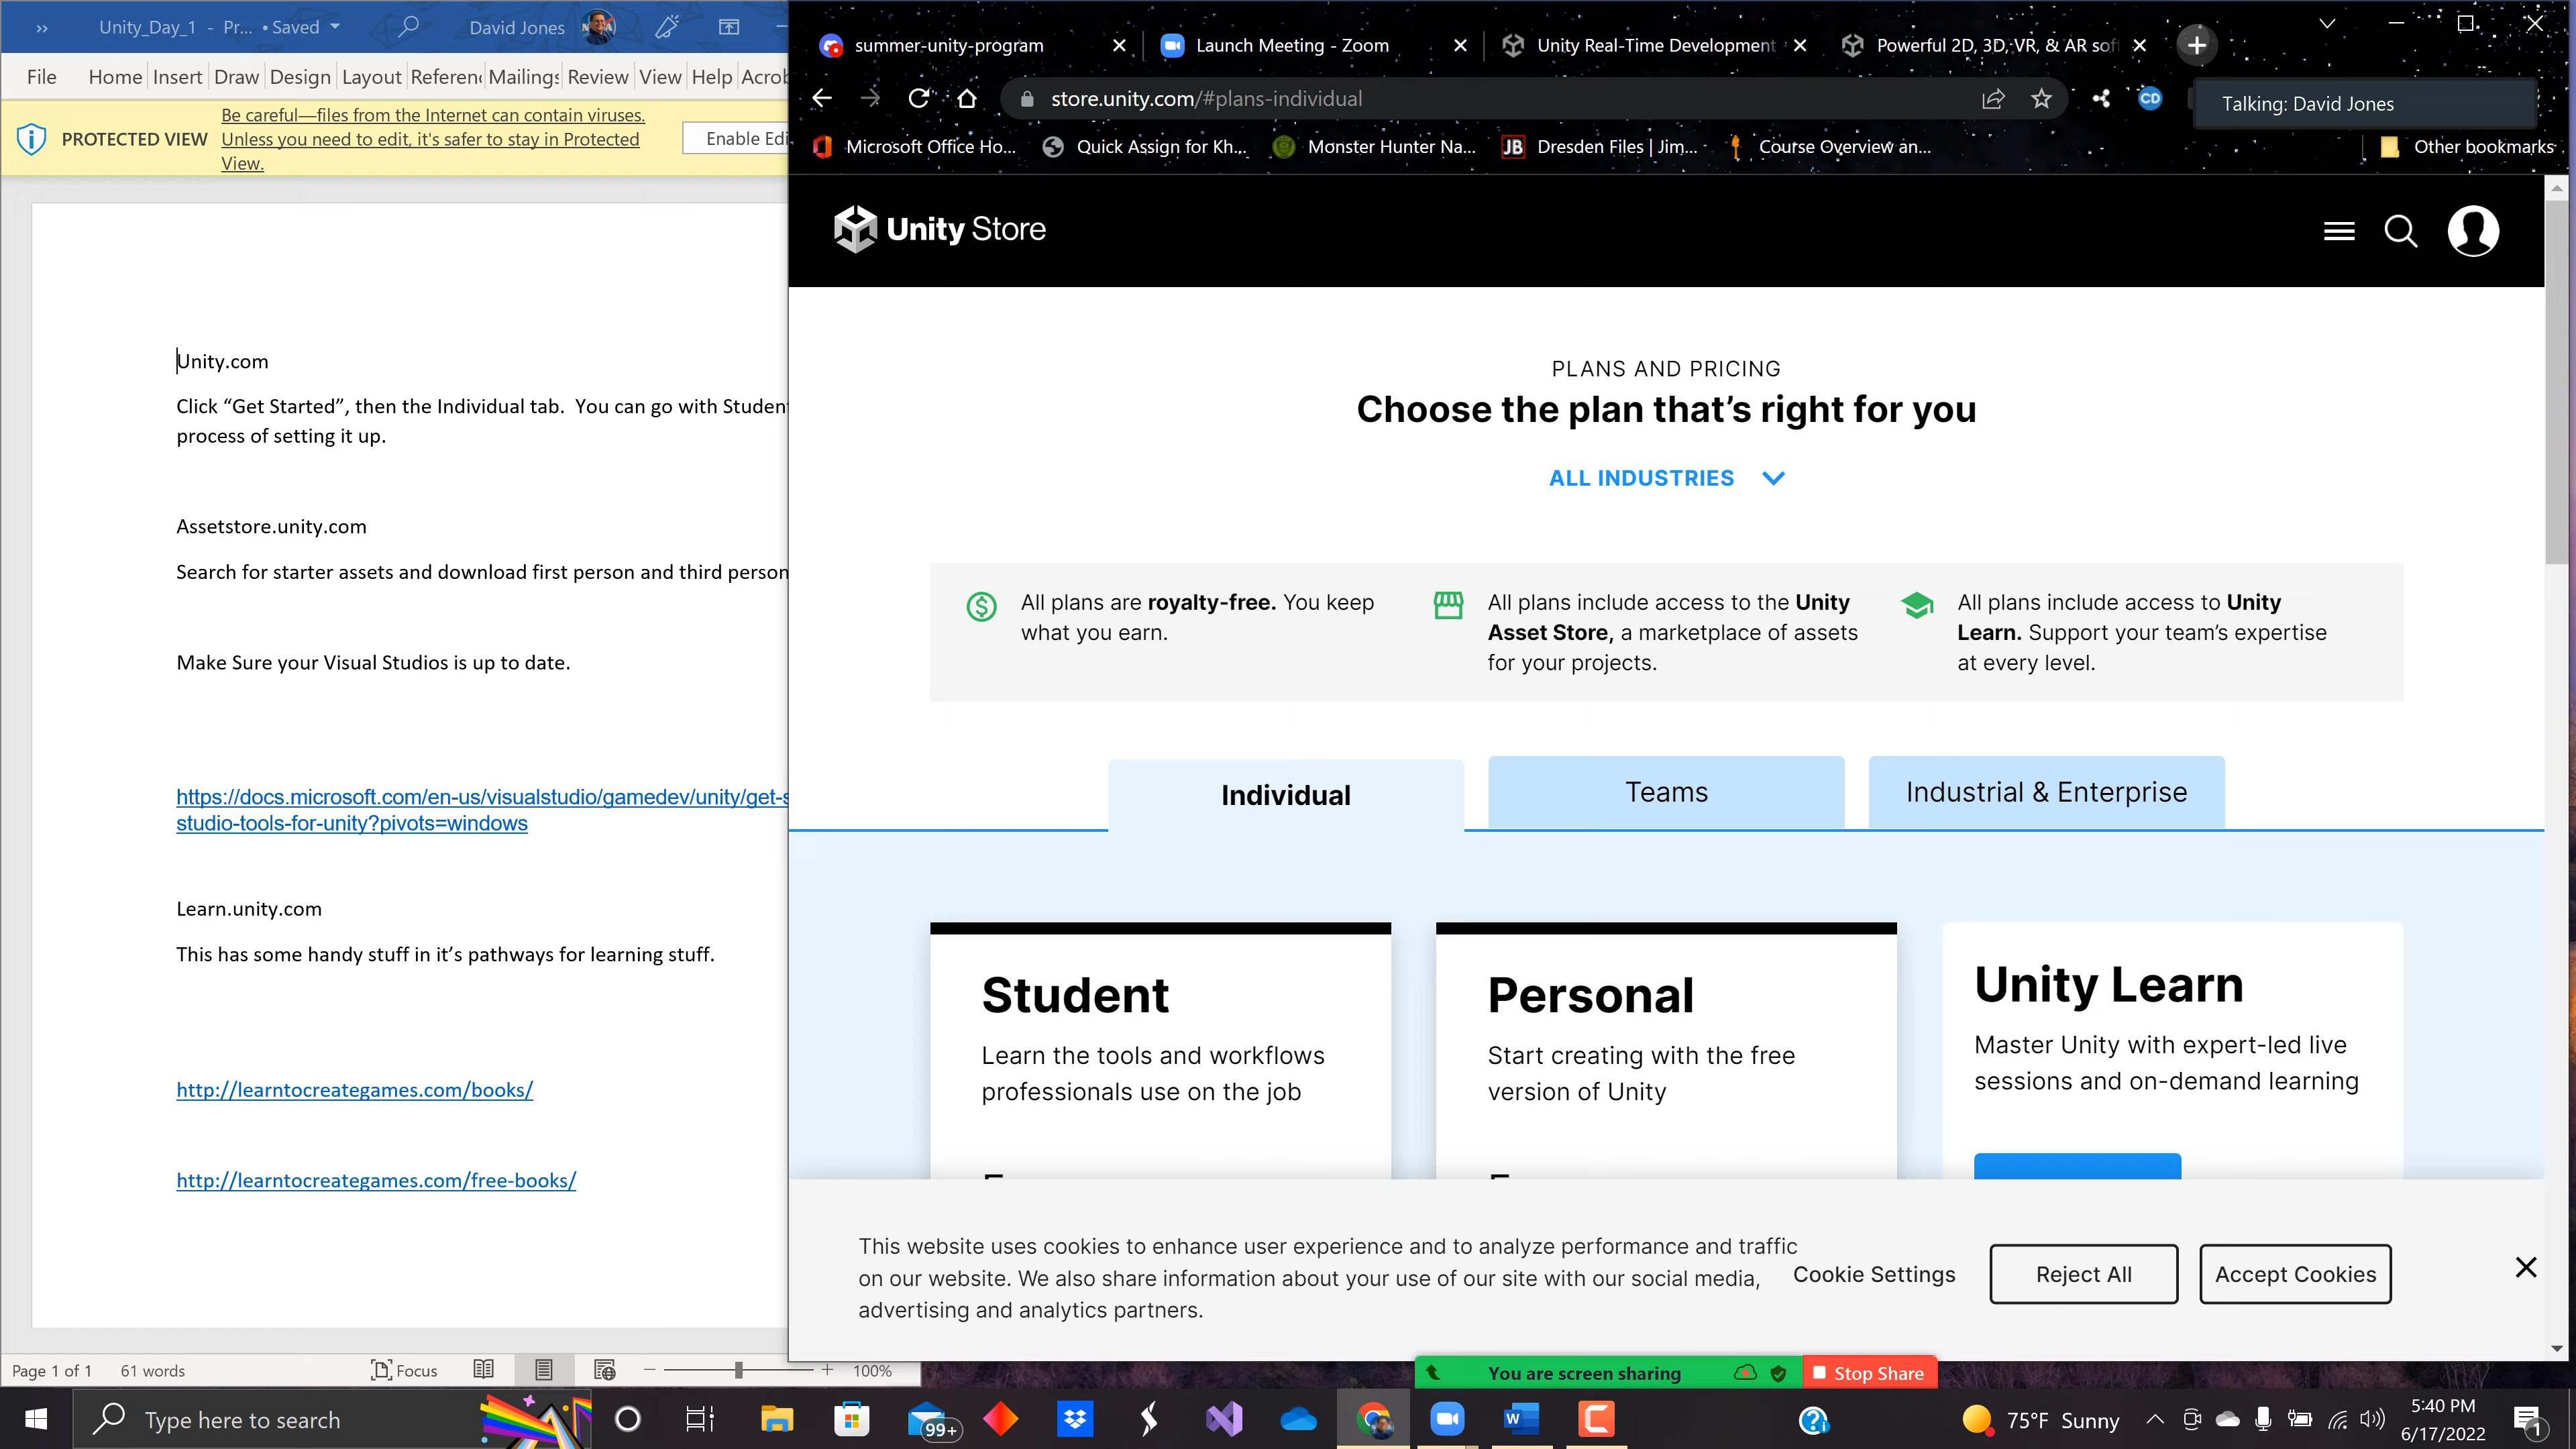 Unity_Day_1 - Pr... • Saved
David Jones
File Home Insert Draw Design Layout Referen Mailings Review View Help Acrob
PROTECTED VIEW
Be careful—files from the Internet can contain viruses.
Unless you need to edit, it's safer to stay in Protected
View.
Enable Edi
Unity.com
Click “Get Started”, then the Individual tab. You can go with Studen
process of setting it up.
Assetstore.unity.com
Search for starter assets and download first person and third person
Make Sure your Visual Studios is up to date.
https://docs.microsoft.com/en-us/visualstudio/gamedev/unity/get-s
studio-tools-for-unity?pivots=windows
Learn.unity.com
This has some handy stuff in it’s pathways for learning stuff.
http://learntocreategames.com/books/
http://learntocreategames.com/free-books/
Page 1 of 1 61 words Focus 100%
summer-unity-program
Launch Meeting - Zoom
Unity Real-Time Development
Powerful 2D, 3D, VR, & AR sof
store.unity.com/#plans-individual
CD
Talking: David Jones
Microsoft Office Ho...
Quick Assign for Kh...
Monster Hunter Na...
JB
Dresden Files | Jim...
Course Overview an...
Other bookmarks
Unity Store
PLANS AND PRICING
Choose the plan that’s right for you
ALL INDUSTRIES
All plans are royalty-free. You keep
what you earn.
All plans include access to the Unity
Asset Store, a marketplace of assets
for your projects.
All plans include access to Unity
Learn. Support your team’s expertise
at every level.
Individual
Teams
Industrial & Enterprise
Student
Learn the tools and workflows
professionals use on the job
Personal
Start creating with the free
version of Unity
Unity Learn
Master Unity with expert-led live
sessions and on-demand learning
This website uses cookies to enhance user experience and to analyze performance and traffic
on our website. We also share information about your use of our site with our social media,
advertising and analytics partners.
Cookie Settings
Reject All
Accept Cookies
You are screen sharing
Stop Share
Type here to search
99+
75°F Sunny
5:40 PM
6/17/2022
1